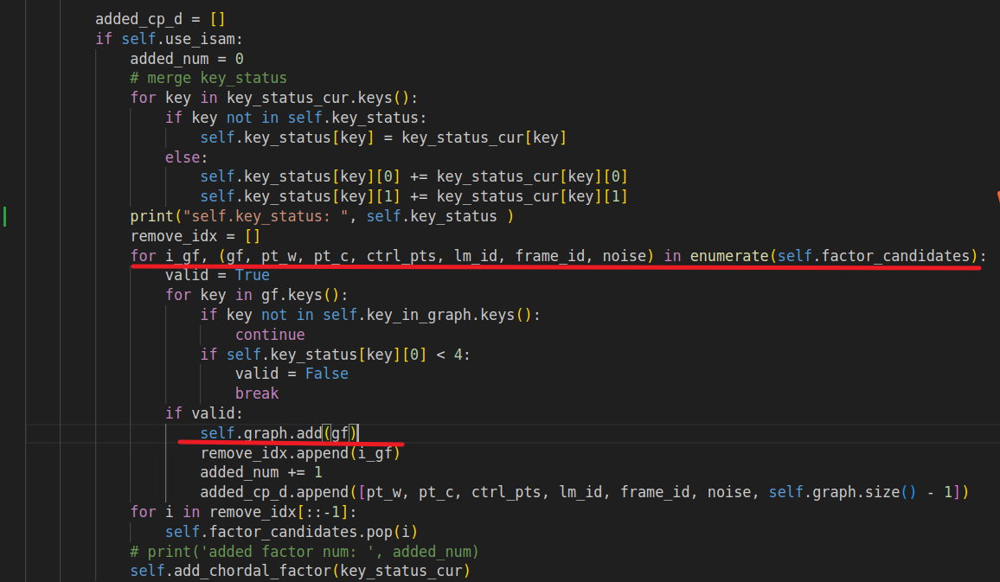 added_cp_d = []
if self.use_isam:
added_num = 0
# merge key_status
for key in key_status_cur.keys():
if key not in self.key_status:
self.key_status[key] = key_status_cur[key]
else:
self.key_status[key][0] += key_status_cur[key][0]
self.key_status[key][1] += key_status_cur[key][1]
print("self.key_status: ", self.key_status )
remove_idx = []
for i_gf, (gf, pt_w, pt_c, ctrl_pts, lm_id, frame_id, noise) in enumerate(self.factor_candidates):
valid = True
for key in gf.keys():
if key not in self.key_in_graph.keys():
continue
if self.key_status[key][0] < 4:
valid = False
break
if valid:
self.graph.add(gf)
remove_idx.append(i_gf)
added_num += 1
added_cp_d.append([pt_w, pt_c, ctrl_pts, lm_id, frame_id, noise, self.graph.size() - 1])
for i in remove_idx[::-1]:
self.factor_candidates.pop(i)
# print('added factor num: ', added_num)
self.add_chordal_factor(key_status_cur)